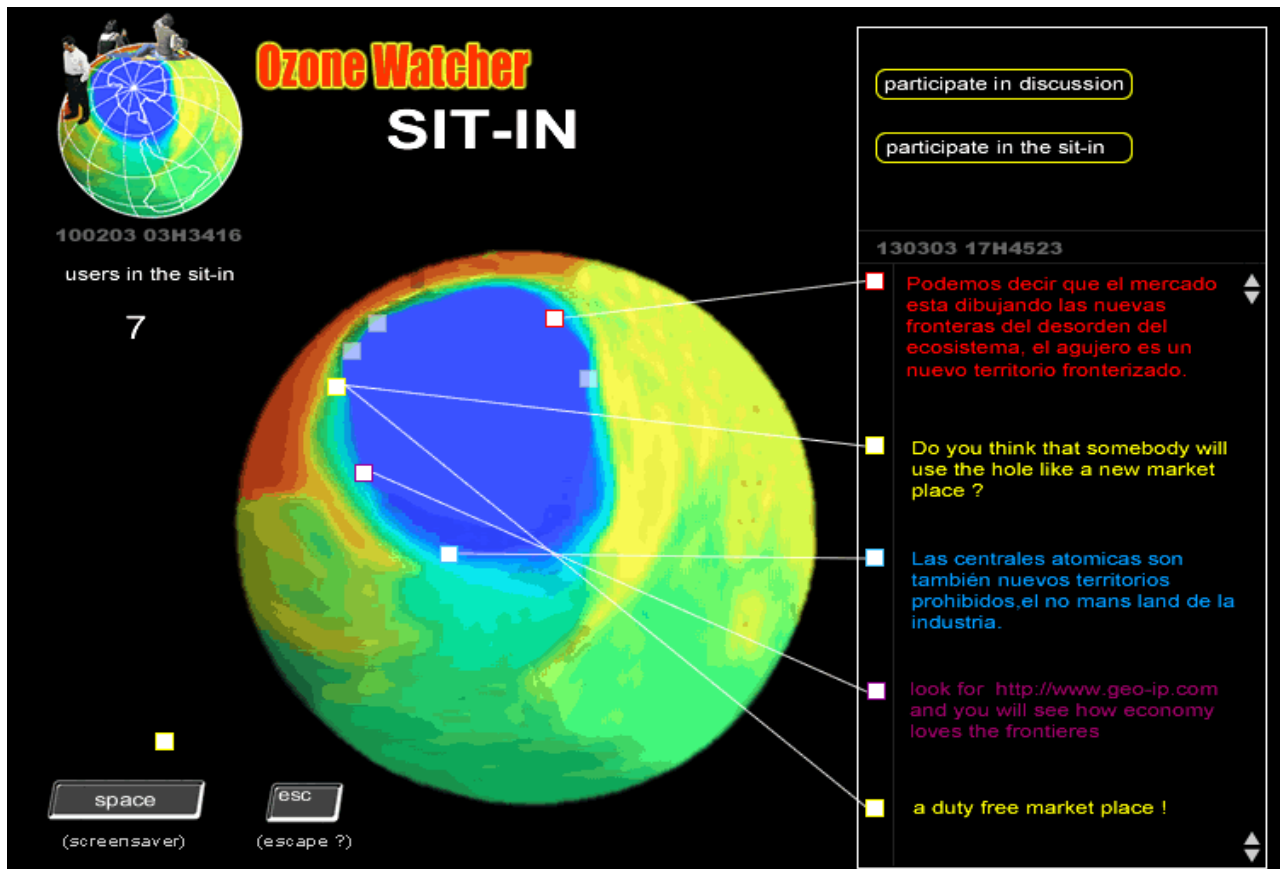 Ozone Watcher
SIT-IN
100203 03H3416
users in the sit-in
7
space
(screensaver)
esc
(escape ?)
participate in discussion
participate in the sit-in
130303 17H4523
Podemos decir que el mercado
esta dibujando las nuevas
fronteras del desorden del
ecosistema, el agujero es un
nuevo territorio fronterizado.
Do you think that somebody will
use the hole like a new market
place ?
Las centrales atomicas son
también nuevos territorios
prohibidos,el no mans land de la
industria.
look for http://www.geo-ip.com
and you will see how economy
loves the frontieres
a duty free market place !